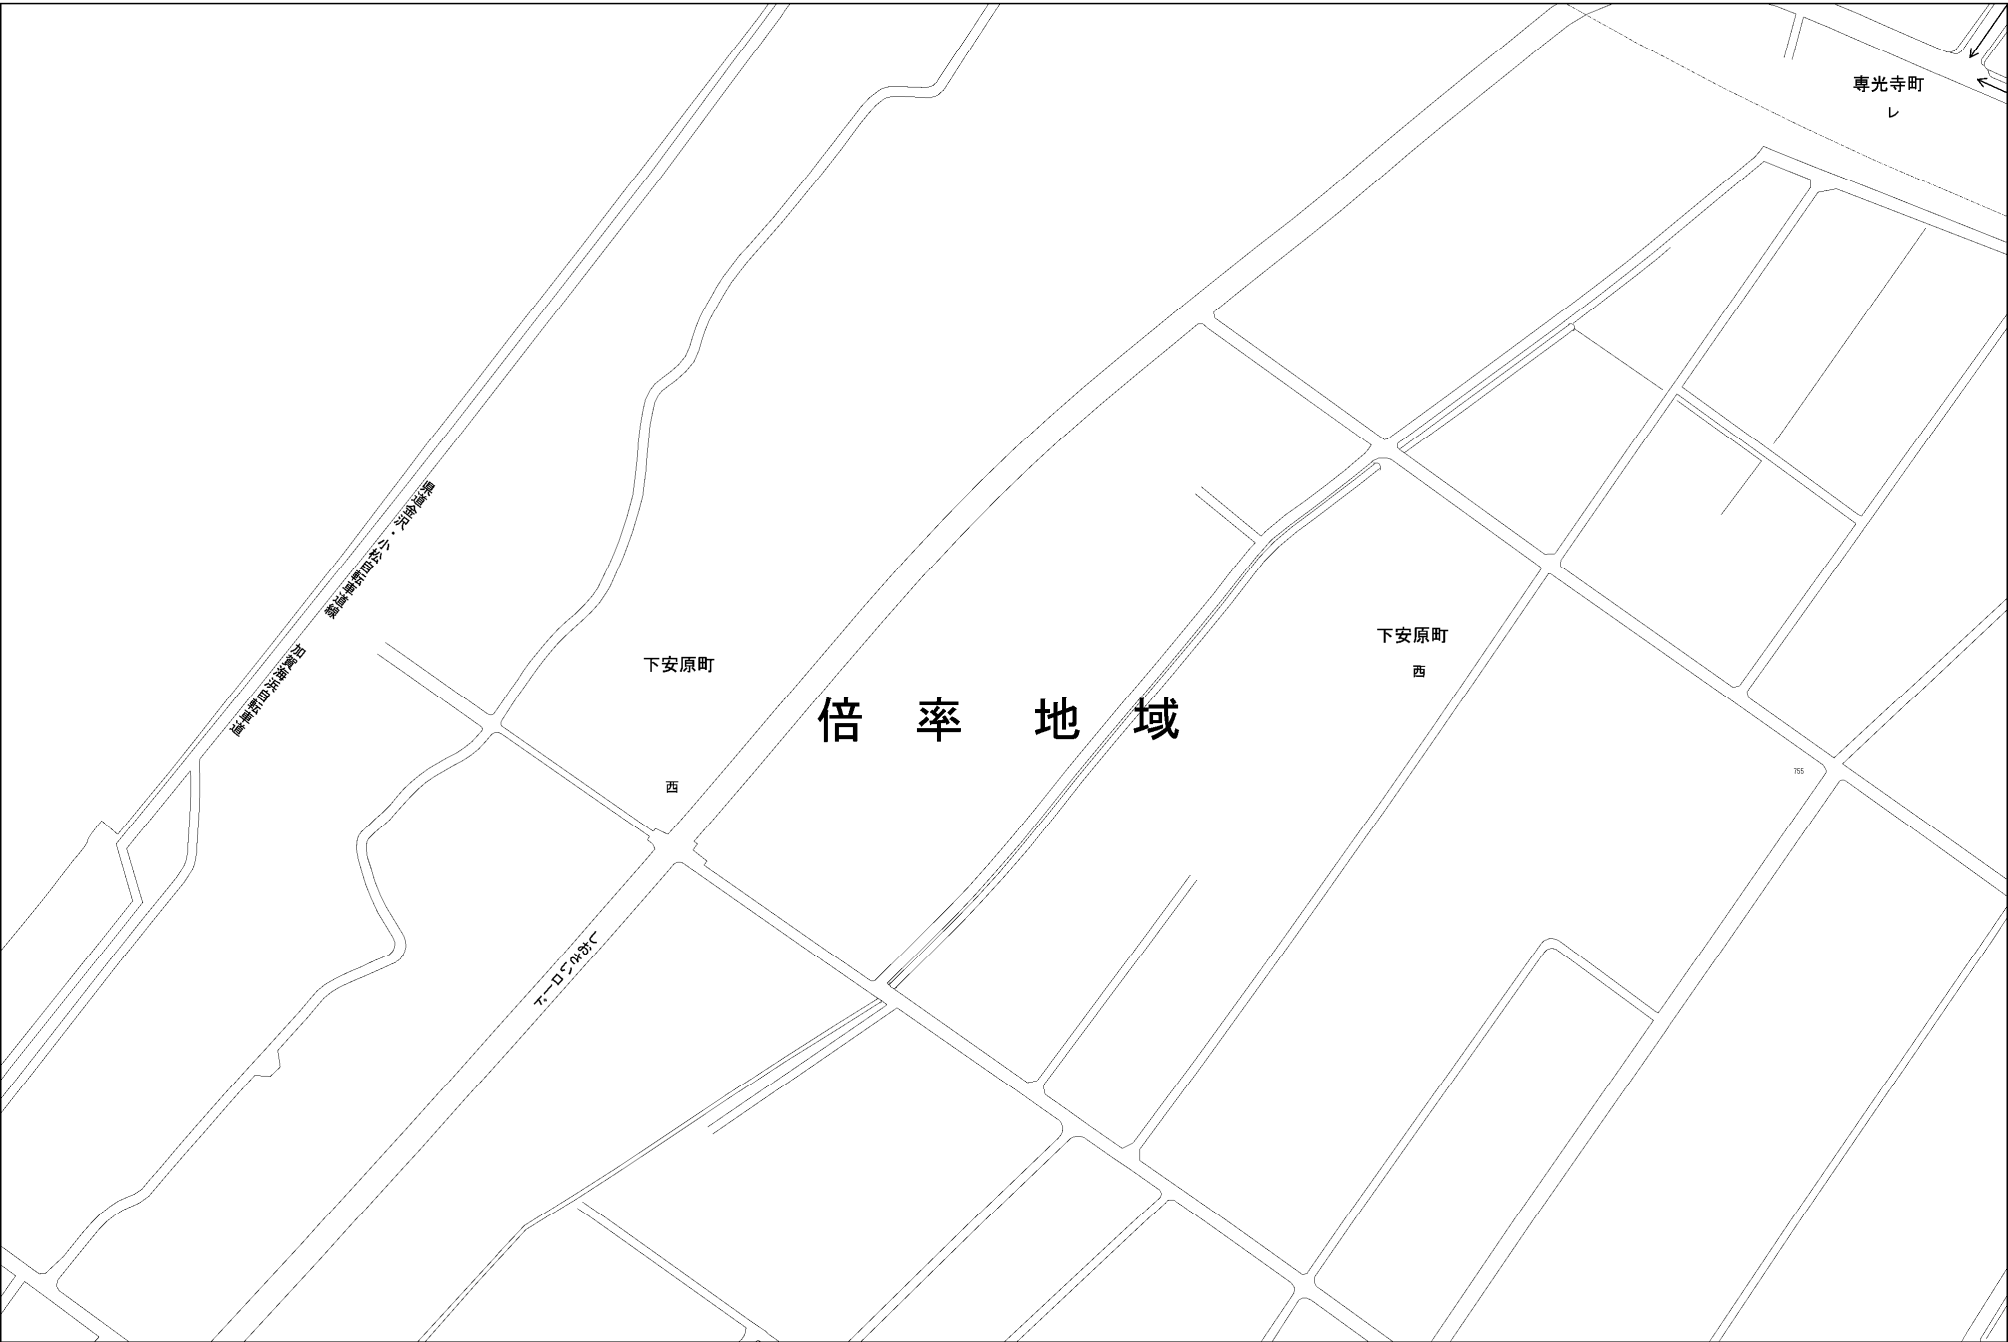 専光寺町
レ
県道金沢・小松自転車道線
加賀海浜自転車道
下安原町
西
下安原町
西
倍率地域
755
しおさいロード